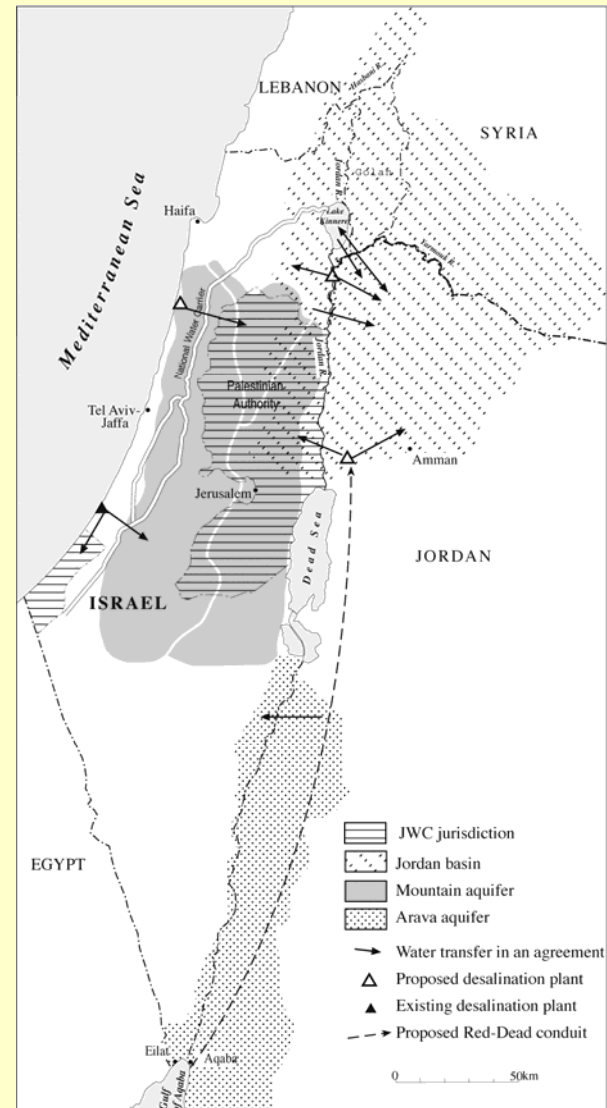 LEBANON
Hasbani R.
SYRIA
Golan
Jordan R.
Mediterranean Sea
Haifa
Lake
Kinneret
Yarmouk R.
National Water Carrier
Jordan R.
Palestinian
Authority
Tel Aviv-
Jaffa
Amman
Jerusalem
Dead Sea
JORDAN
ISRAEL
EGYPT
JWC jurisdiction
Jordan basin
Mountain aquifer
Arava aquifer
Water transfer in an agreement
Proposed desalination plant
Existing desalination plant
Proposed Red-Dead conduit
Eilat
Aqaba
Gulf
of Aqaba
0 50km